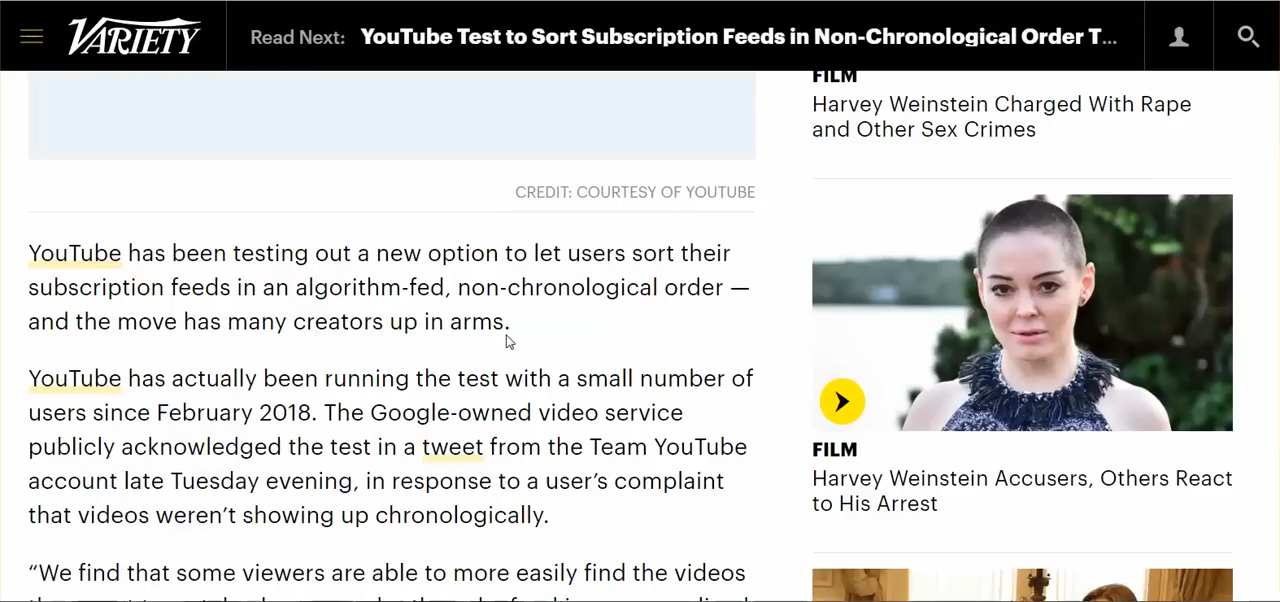 VARIETY
Read Next: YouTube Test to Sort Subscription Feeds in Non-Chronological Order T...
CREDIT: COURTESY OF YOUTUBE
YouTube has been testing out a new option to let users sort their
subscription feeds in an algorithm-fed, non-chronological order —
and the move has many creators up in arms.
YouTube has actually been running the test with a small number of
users since February 2018. The Google-owned video service
publicly acknowledged the test in a tweet from the Team YouTube
account late Tuesday evening, in response to a user’s complaint
that videos weren’t showing up chronologically.
“We find that some viewers are able to more easily find the videos
FILM
Harvey Weinstein Charged With Rape
and Other Sex Crimes
FILM
Harvey Weinstein Accusers, Others React
to His Arrest